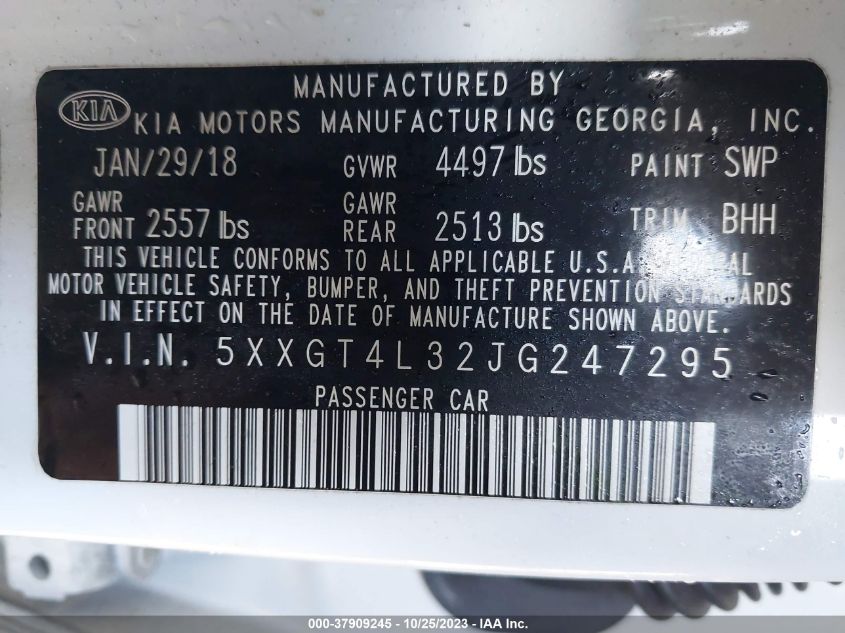 MANUFACTURED BY
KIA KIA MOTORS MANUFACTURING GEORGIA, INC.
JAN/29/18 GVWR 4497 lbs PAINT SWP
GAWR FRONT 2557 lbs GAWR REAR 2513 lbs TRIM BHH
THIS VEHICLE CONFORMS TO ALL APPLICABLE U.S.A. FEDERAL
MOTOR VEHICLE SAFETY, BUMPER, AND THEFT PREVENTION STANDARDS
IN EFFECT ON THE DATE OF MANUFACTURE SHOWN ABOVE.
V.I.N. 5XXGT4L32JG247295
PASSENGER CAR
000-37909245 - 10/25/2023 - IAA Inc.